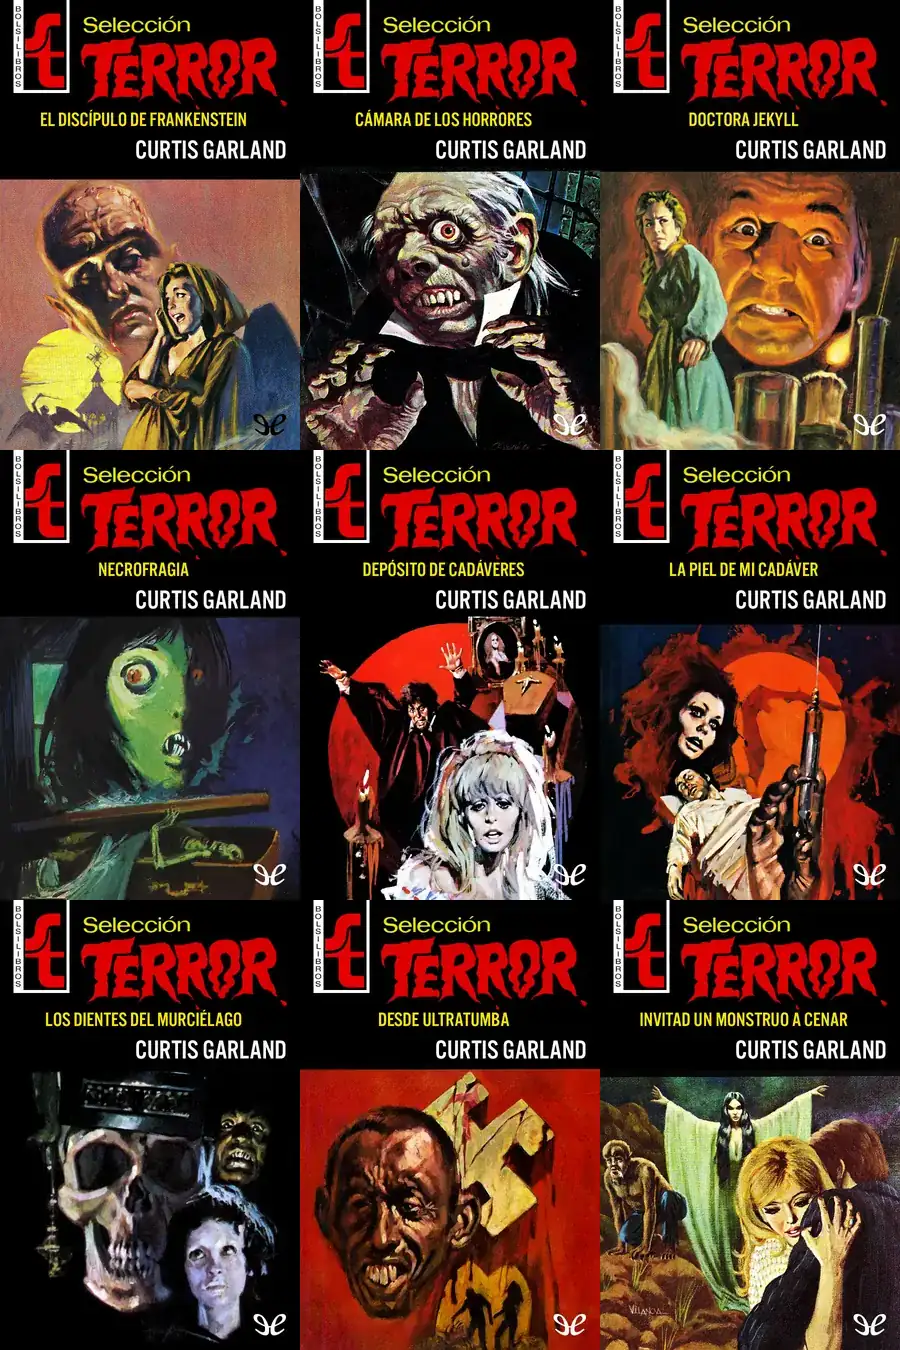 BOLSILIBROS
Selección
TERROR
EL DISCÍPULO DE FRANKENSTEIN
CURTIS GARLAND
BOLSILIBROS
Selección
TERROR
CÁMARA DE LOS HORRORES
CURTIS GARLAND
BOLSILIBROS
Selección
TERROR
DOCTORA JEKYLL
CURTIS GARLAND
BOLSILIBROS
Selección
TERROR
NECROFRAGIA
CURTIS GARLAND
BOLSILIBROS
Selección
TERROR
DEPÓSITO DE CADÁVERES
CURTIS GARLAND
BOLSILIBROS
Selección
TERROR
LA PIEL DE MI CADÁVER
CURTIS GARLAND
BOLSILIBROS
Selección
TERROR
LOS DIENTES DEL MURCIÉLAGO
CURTIS GARLAND
BOLSILIBROS
Selección
TERROR
DESDE ULTRATUMBA
CURTIS GARLAND
BOLSILIBROS
Selección
TERROR
INVITAD UN MONSTRUO A CENAR
CURTIS GARLAND